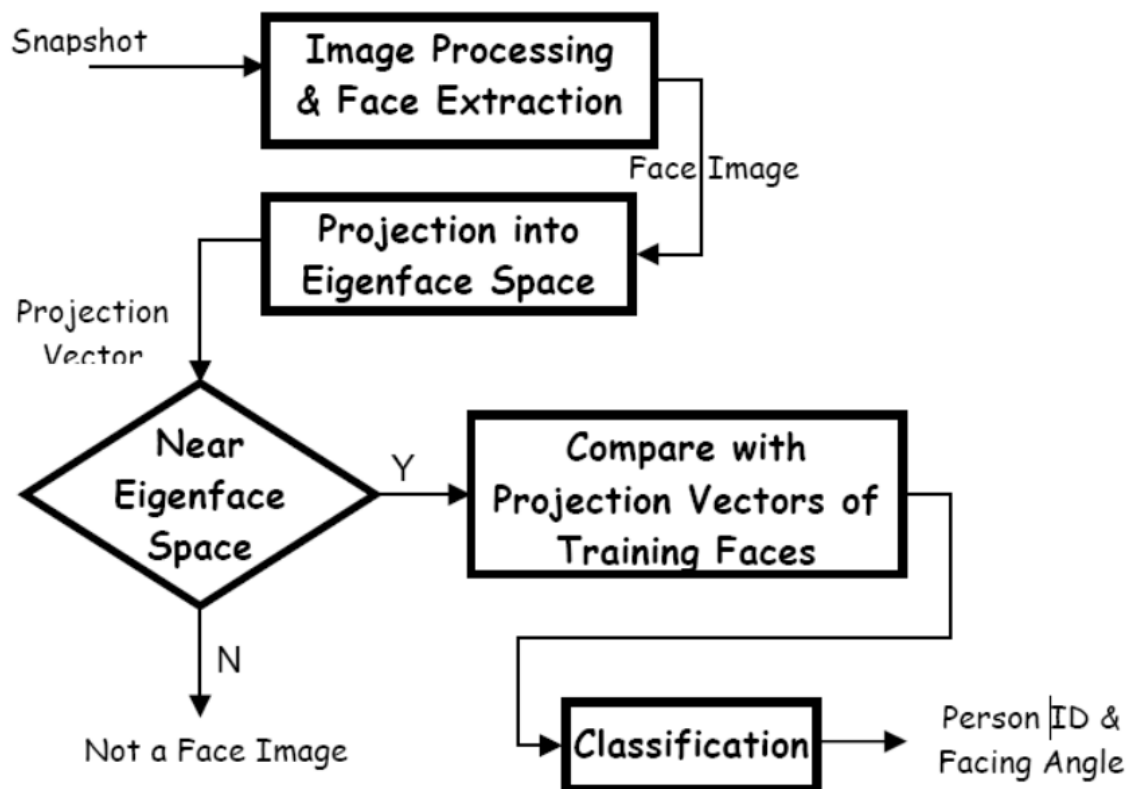 Snapshot
Image Processing
& Face Extraction
Face Image
Projection into
Eigenface Space
Projection
Vector
Near
Eigenface
Space
Y
Compare with
Projection Vectors of
Training Faces
N
Not a Face Image
Classification
Person ID &
Facing Angle